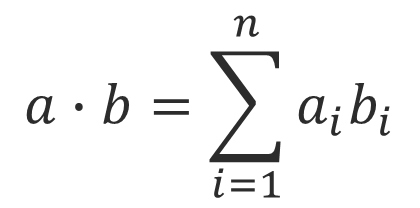 a · b = ∑_{i=1}^{n} a_i b_i